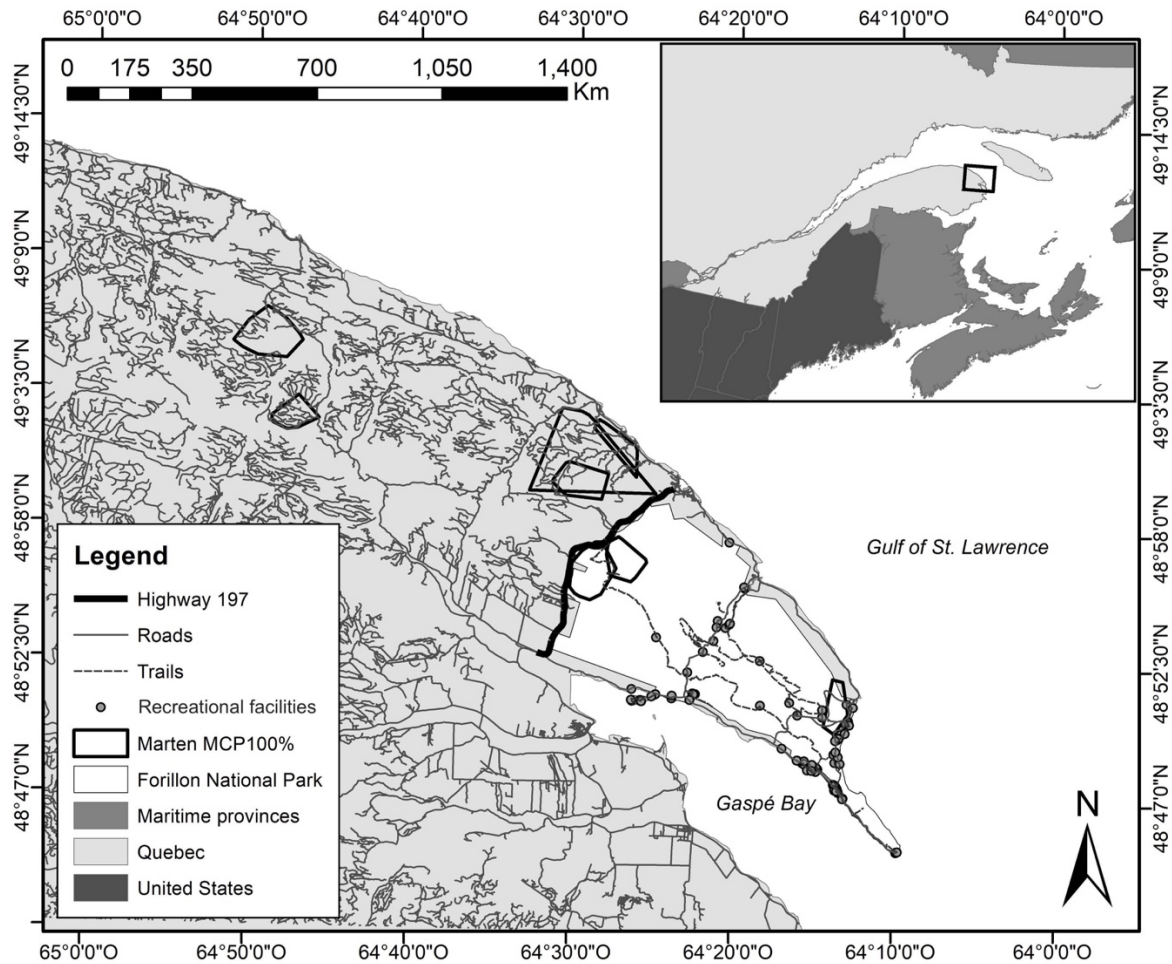 65°0'0"O 64°50'0"O 64°40'0"O 64°30'0"O 64°20'0"O 64°10'0"O 64°0'0"O
0 175 350 700 1,050 1,400
Km
49°14'30"N
49°9'0"N
49°3'30"N
48°58'0"N
48°52'30"N
48°47'0"N
49°14'30"N
49°9'0"N
49°3'30"N
48°58'0"N
48°52'30"N
48°47'0"N
Gulf of St. Lawrence
Gaspé Bay
N
Legend
Highway 197
Roads
Trails
Recreational facilities
Marten MCP100%
Forillon National Park
Maritime provinces
Quebec
United States
65°0'0"O 64°50'0"O 64°40'0"O 64°30'0"O 64°20'0"O 64°10'0"O 64°0'0"O